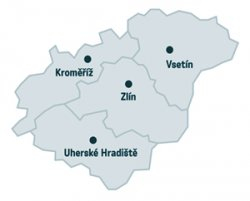 Vsetín
Kroměříž
Zlín
Uherské Hradiště